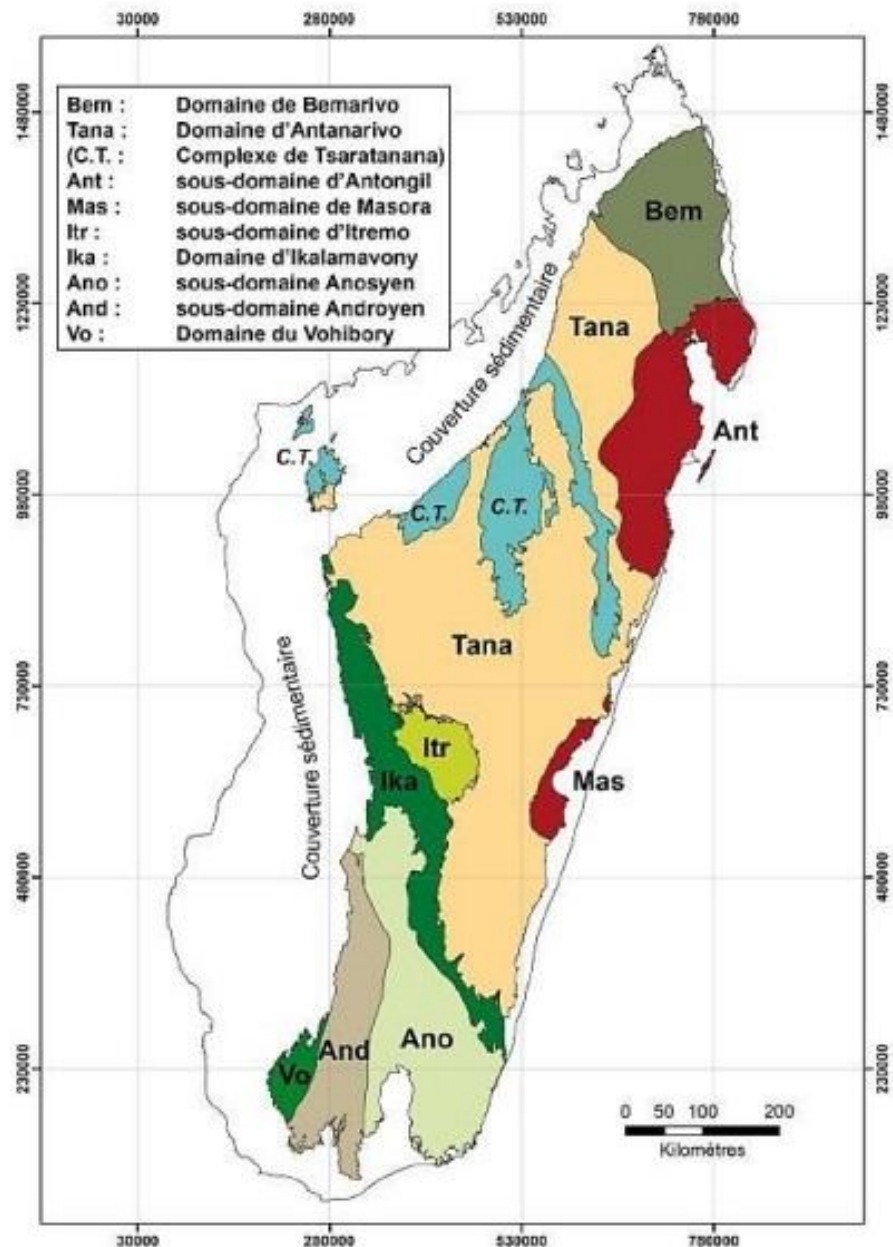 30000 280000 530000 780000
Bem : Domaine de Bemarivo
Tana : Domaine d'Antanarivo
(C.T. : Complexe de Tsaratanana)
Ant : sous-domaine d'Antongil
Mas : sous-domaine de Masora
Itr : sous-domaine d'Itremo
Ika : Domaine d'Ikalamavony
Ano : sous-domaine Anosyen
And : sous-domaine Androyen
Vo : Domaine du Vohibory
1480000
1480000
Bem
1230000
1230000
Tana
Couverture sédimentaire
Ant
C.T.
980000
980000
C.T.
C.T.
Tana
730000
730000
Couverture sédimentaire
Itr
Ika
Mas
480000
480000
And
Ano
Vo
230000
230000
0 50 100 200
Kilomètres
30000 280000 530000 780000